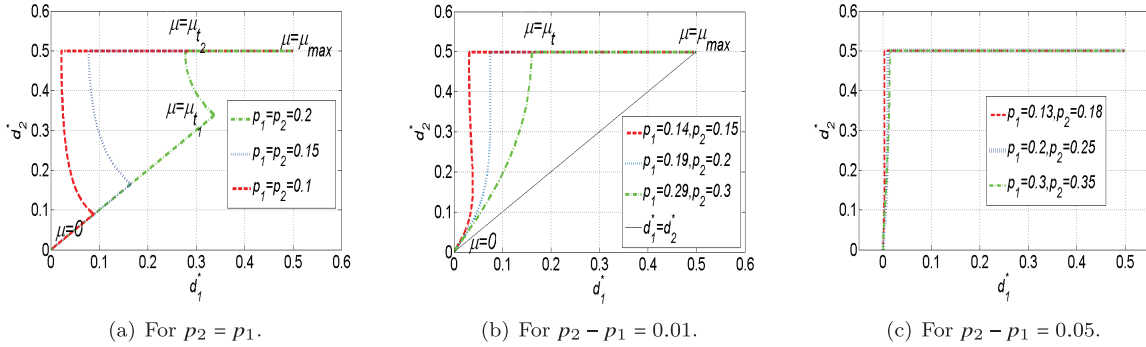 0.6
0.5
0.4
0.3
0.2
0.1
0
0
0.1
0.2
0.3
0.4
0.5
0.6
d*2
d*1
μ=μt2
μ=μmax
μ=μt1
μ=0
p1=p2=0.2
p1=p2=0.15
p1=p2=0.1
(a) For p2 = p1.
0.6
0.5
0.4
0.3
0.2
0.1
0
0
0.1
0.2
0.3
0.4
0.5
0.6
d*2
d*1
μ=μt
μ=μmax
μ=0
p1=0.14,p2=0.15
p1=0.19,p2=0.2
p1=0.29,p2=0.3
d*1=d*2
(b) For p2 − p1 = 0.01.
0.6
0.5
0.4
0.3
0.2
0.1
0
0
0.1
0.2
0.3
0.4
0.5
d*2
d*1
p1=0.13,p2=0.18
p1=0.2,p2=0.25
p1=0.3,p2=0.35
(c) For p2 − p1 = 0.05.